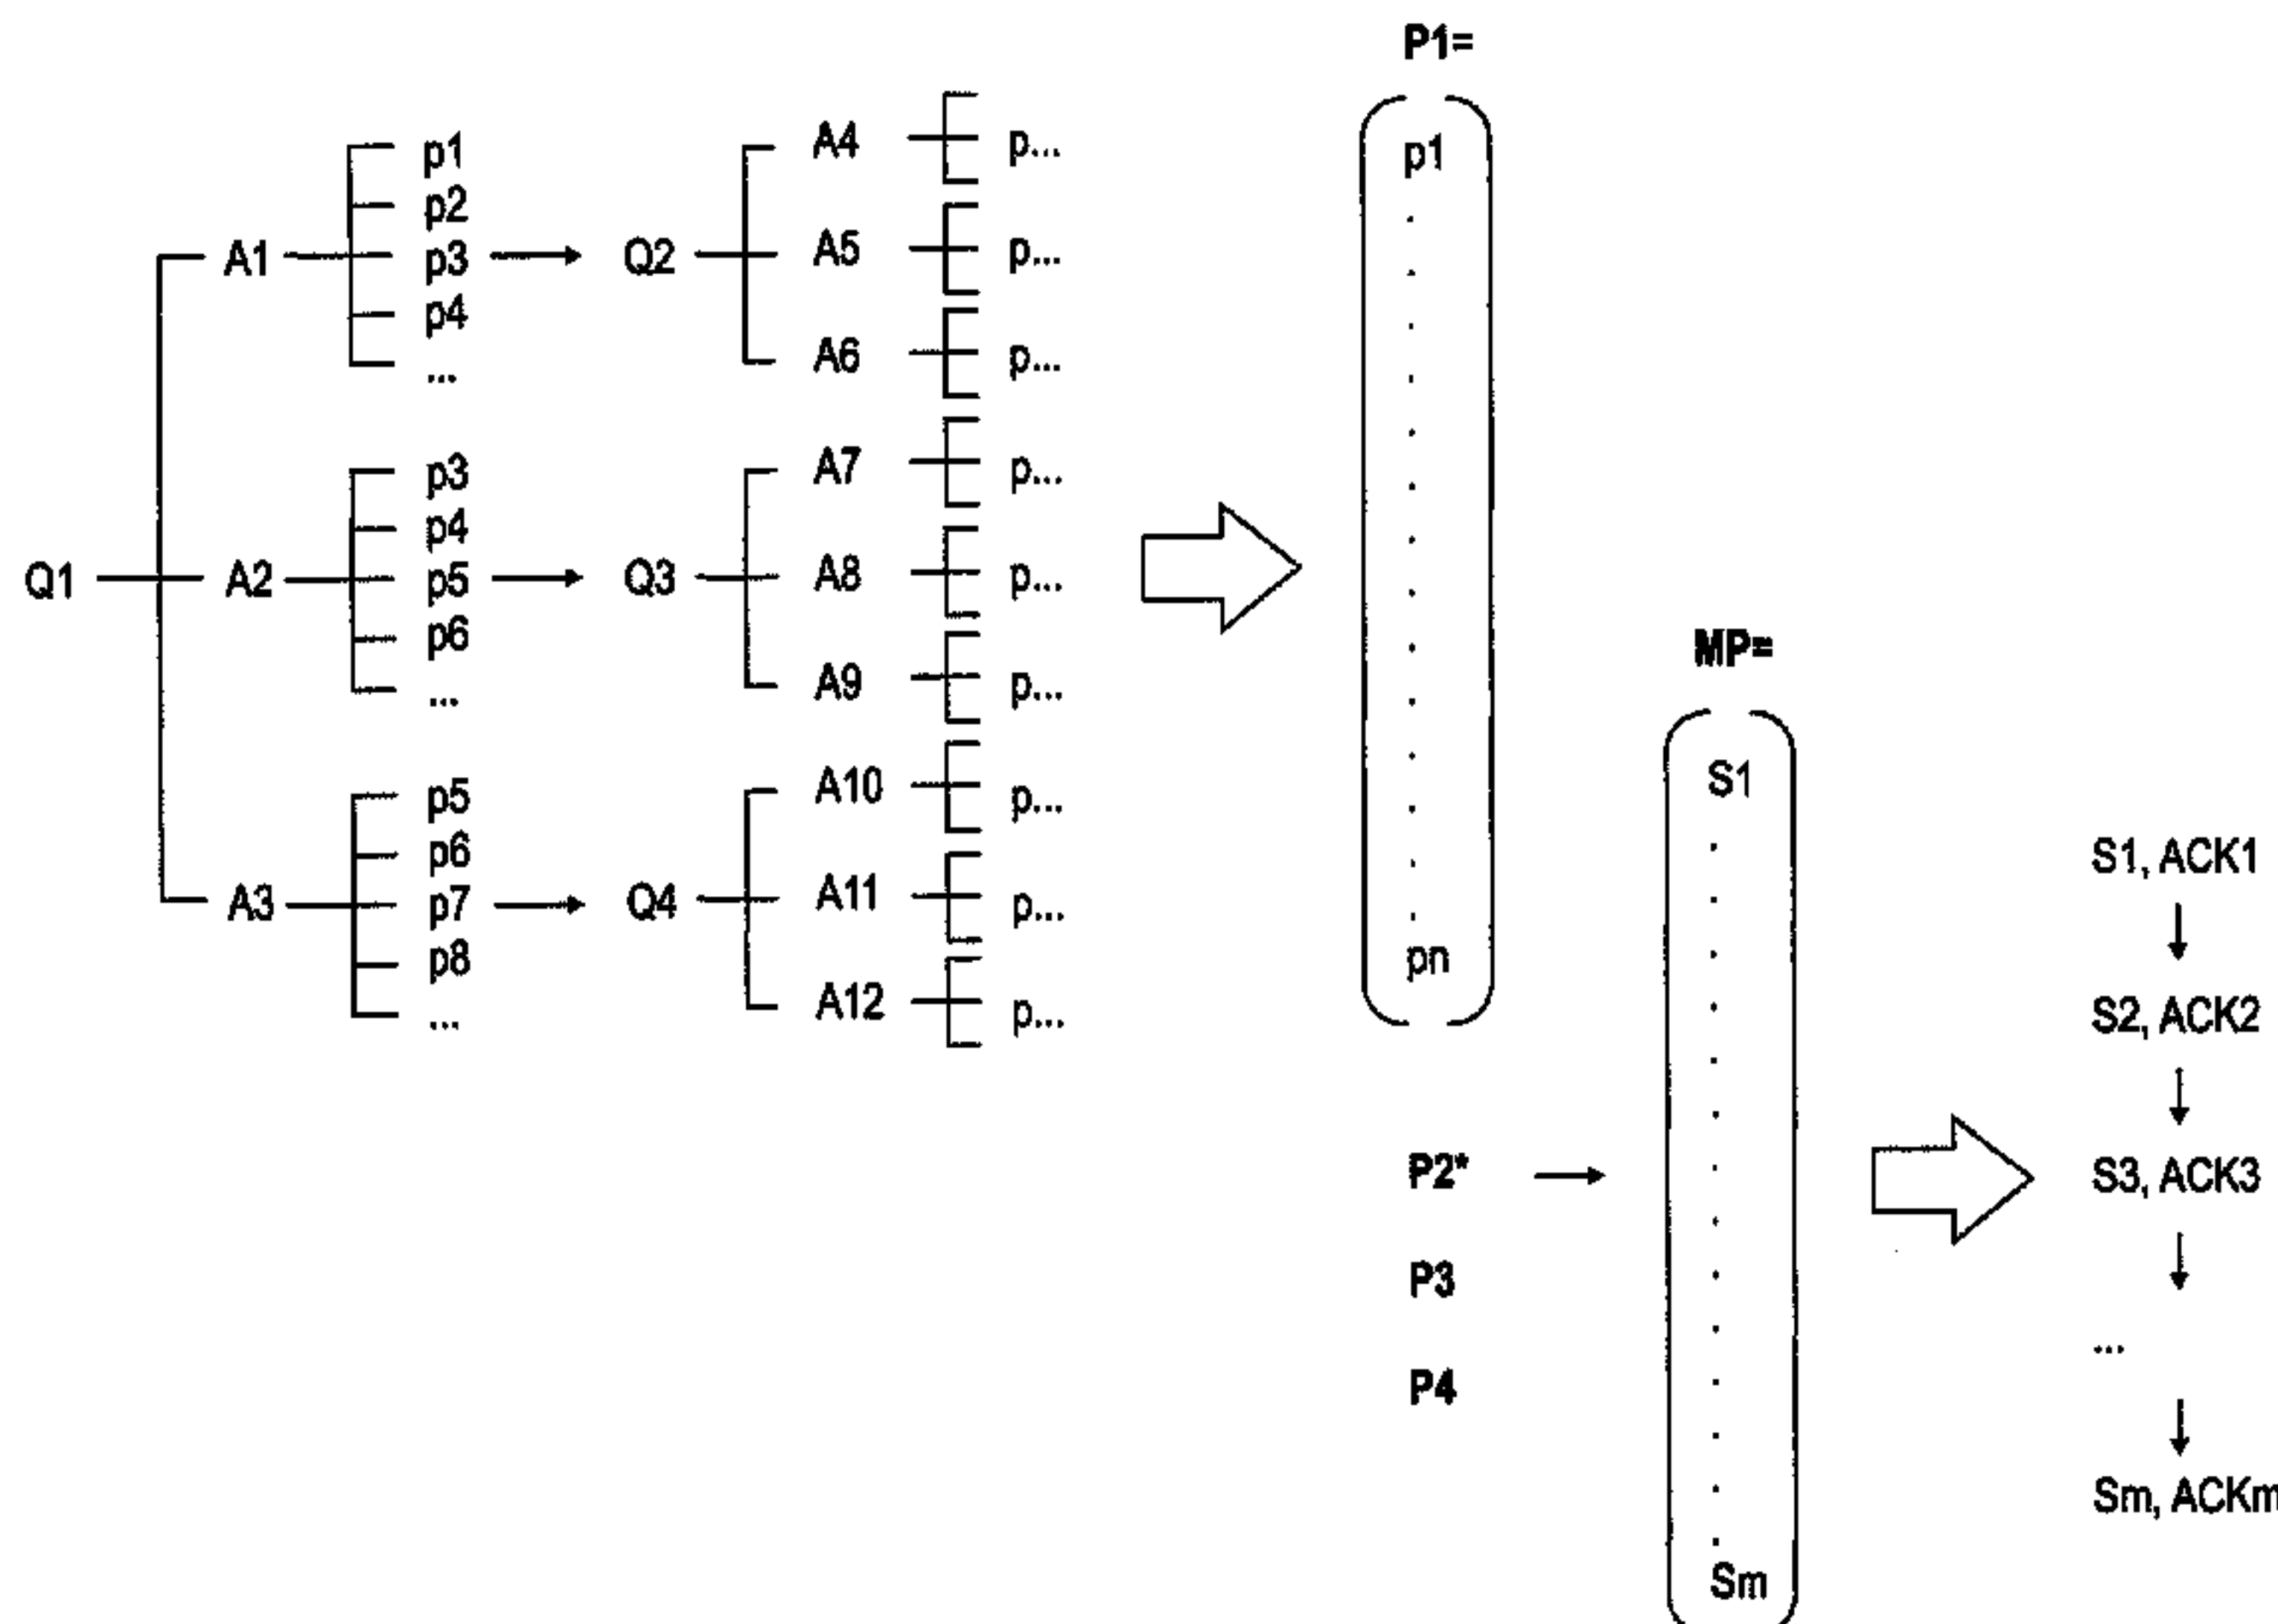 Q1
A1
p1
p2
p3
p4
...
A2
p3
p4
p5
p6
...
A3
p5
p6
p7
p8
...
Q2
A4
p...
A5
p...
A6
p...
Q3
A7
p...
A8
p...
A9
p...
Q4
A10
p...
A11
p...
A12
p...
P1=
p1
pn
P2*
P3
P4
MP=
S1
Sm
S1, ACK1
S2, ACK2
S3, ACK3
...
Sm, ACKm